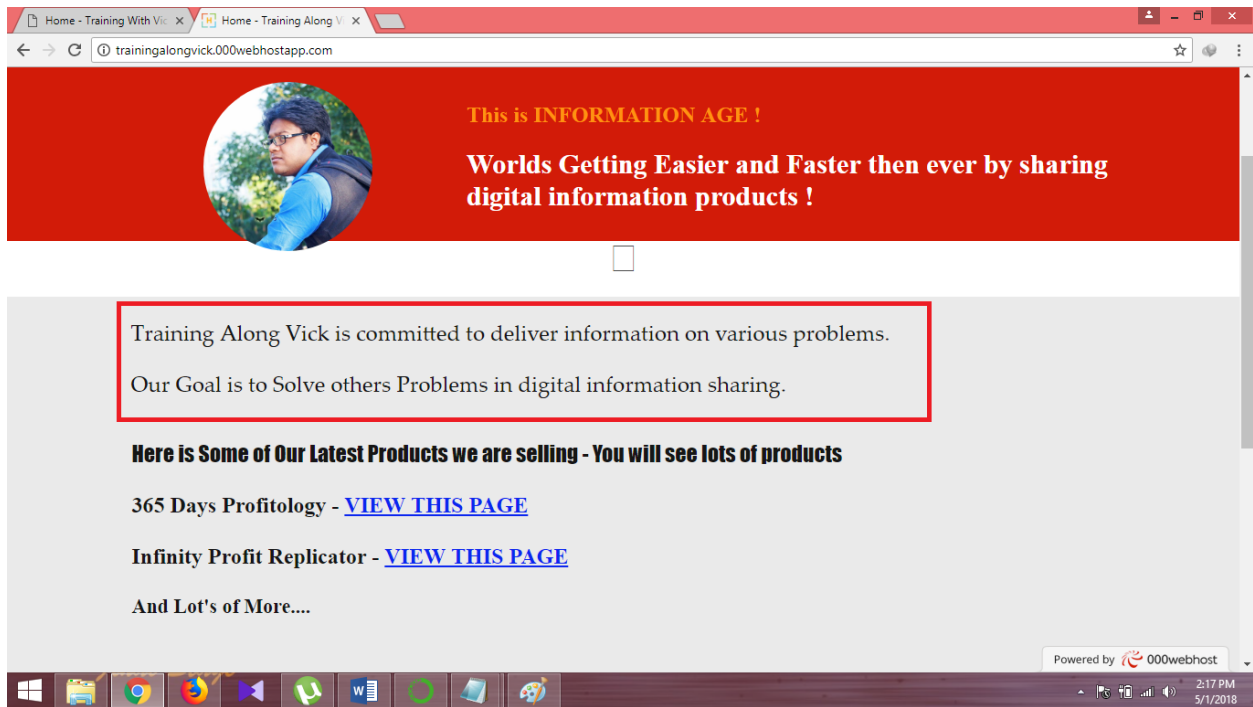 Home - Training With Vic
Home - Training Along Vi
trainingalongvick.000webhostapp.com
This is INFORMATION AGE !
Worlds Getting Easier and Faster then ever by sharing
digital information products !
Training Along Vick is committed to deliver information on various problems.
Our Goal is to Solve others Problems in digital information sharing.
Here is Some of Our Latest Products we are selling - You will see lots of products
365 Days Profitology - VIEW THIS PAGE
Infinity Profit Replicator - VIEW THIS PAGE
And Lot's of More....
Powered by 000webhost
2:17 PM
5/1/2018